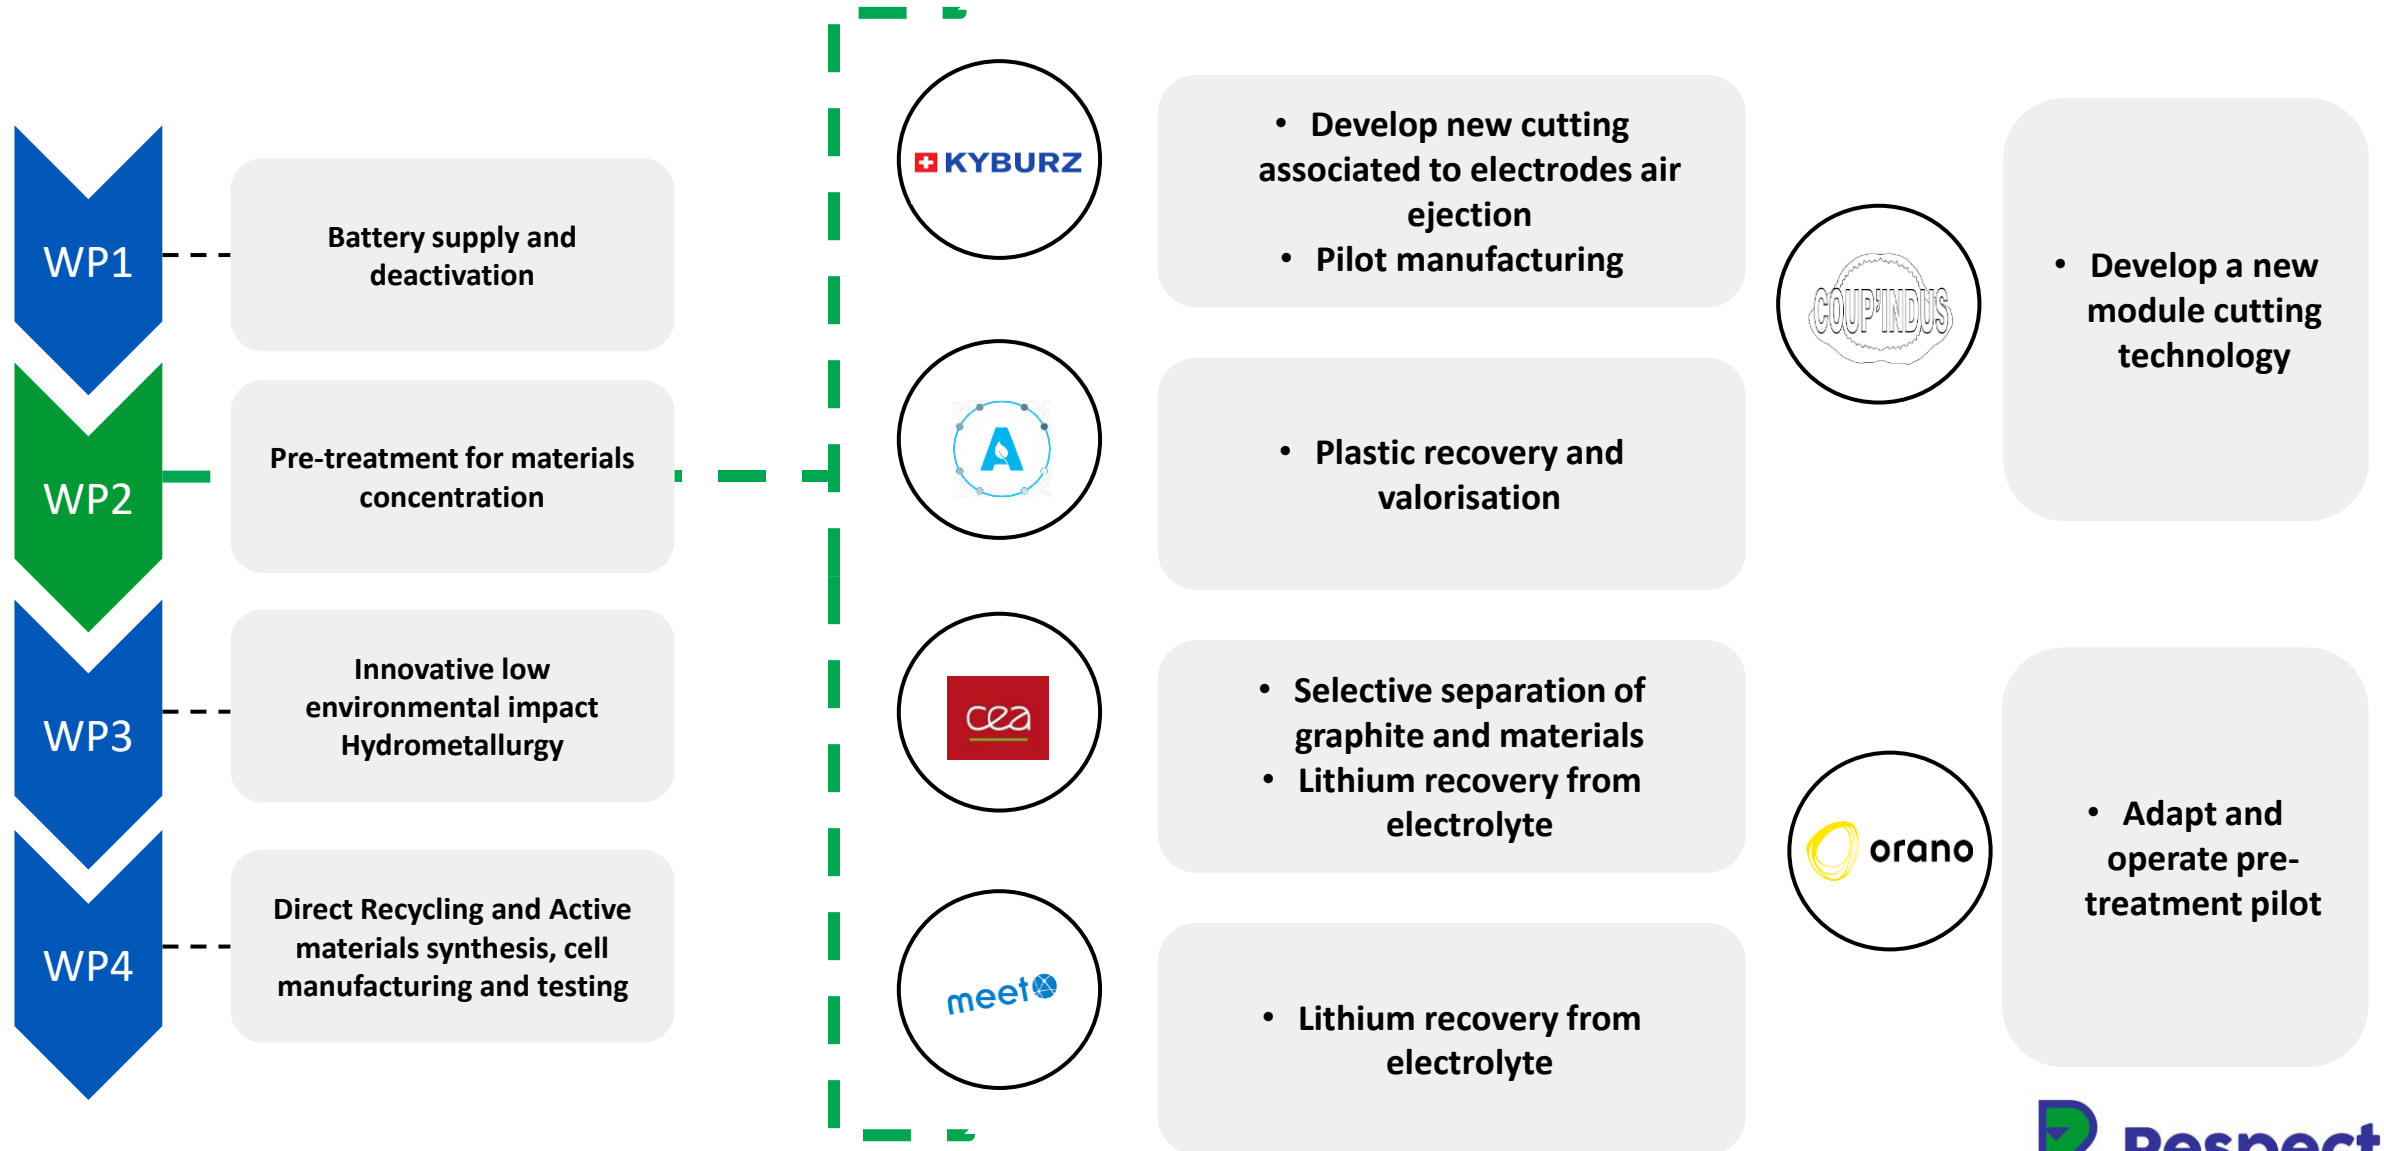 WP1
Battery supply and
deactivation
WP2
Pre-treatment for materials
concentration
WP3
Innovative low
environmental impact
Hydrometallurgy
WP4
Direct Recycling and Active
materials synthesis, cell
manufacturing and testing
KYBURZ
• Develop new cutting
associated to electrodes air
ejection
• Pilot manufacturing
A
• Plastic recovery and
valorisation
cea
• Selective separation of
graphite and materials
• Lithium recovery from
electrolyte
meet
• Lithium recovery from
electrolyte
COUP'INDUS
• Develop a new
module cutting
technology
orano
• Adapt and
operate pre-
treatment pilot
Respect